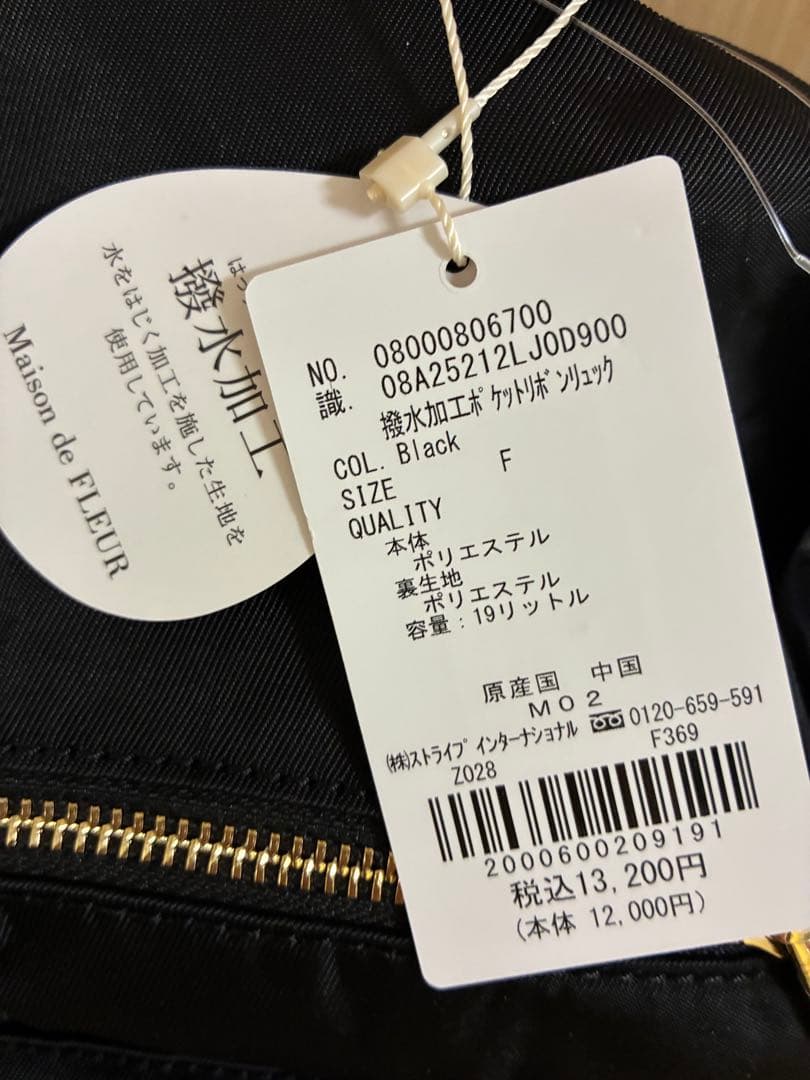 はっ
撥水加工
水をはじく加工を施した生地を
使用しています。
Maison de FLEUR
NO. 08000806700
識. 08A25212LJ0D900
撥水加工ﾎﾟｹｯﾄﾘﾎﾞﾝﾘｭｯｸ
COL. Black
SIZE F
QUALITY
本体
ポリエステル
裏生地
ポリエステル
容量：19リットル
原産国 中国
M02
㈱ｽﾄﾗｲﾌﾟｲﾝﾀｰﾅｼｮﾅﾙ 0120-659-591
Z028 F369
2000600209191
税込13,200円
(本体 12,000円)